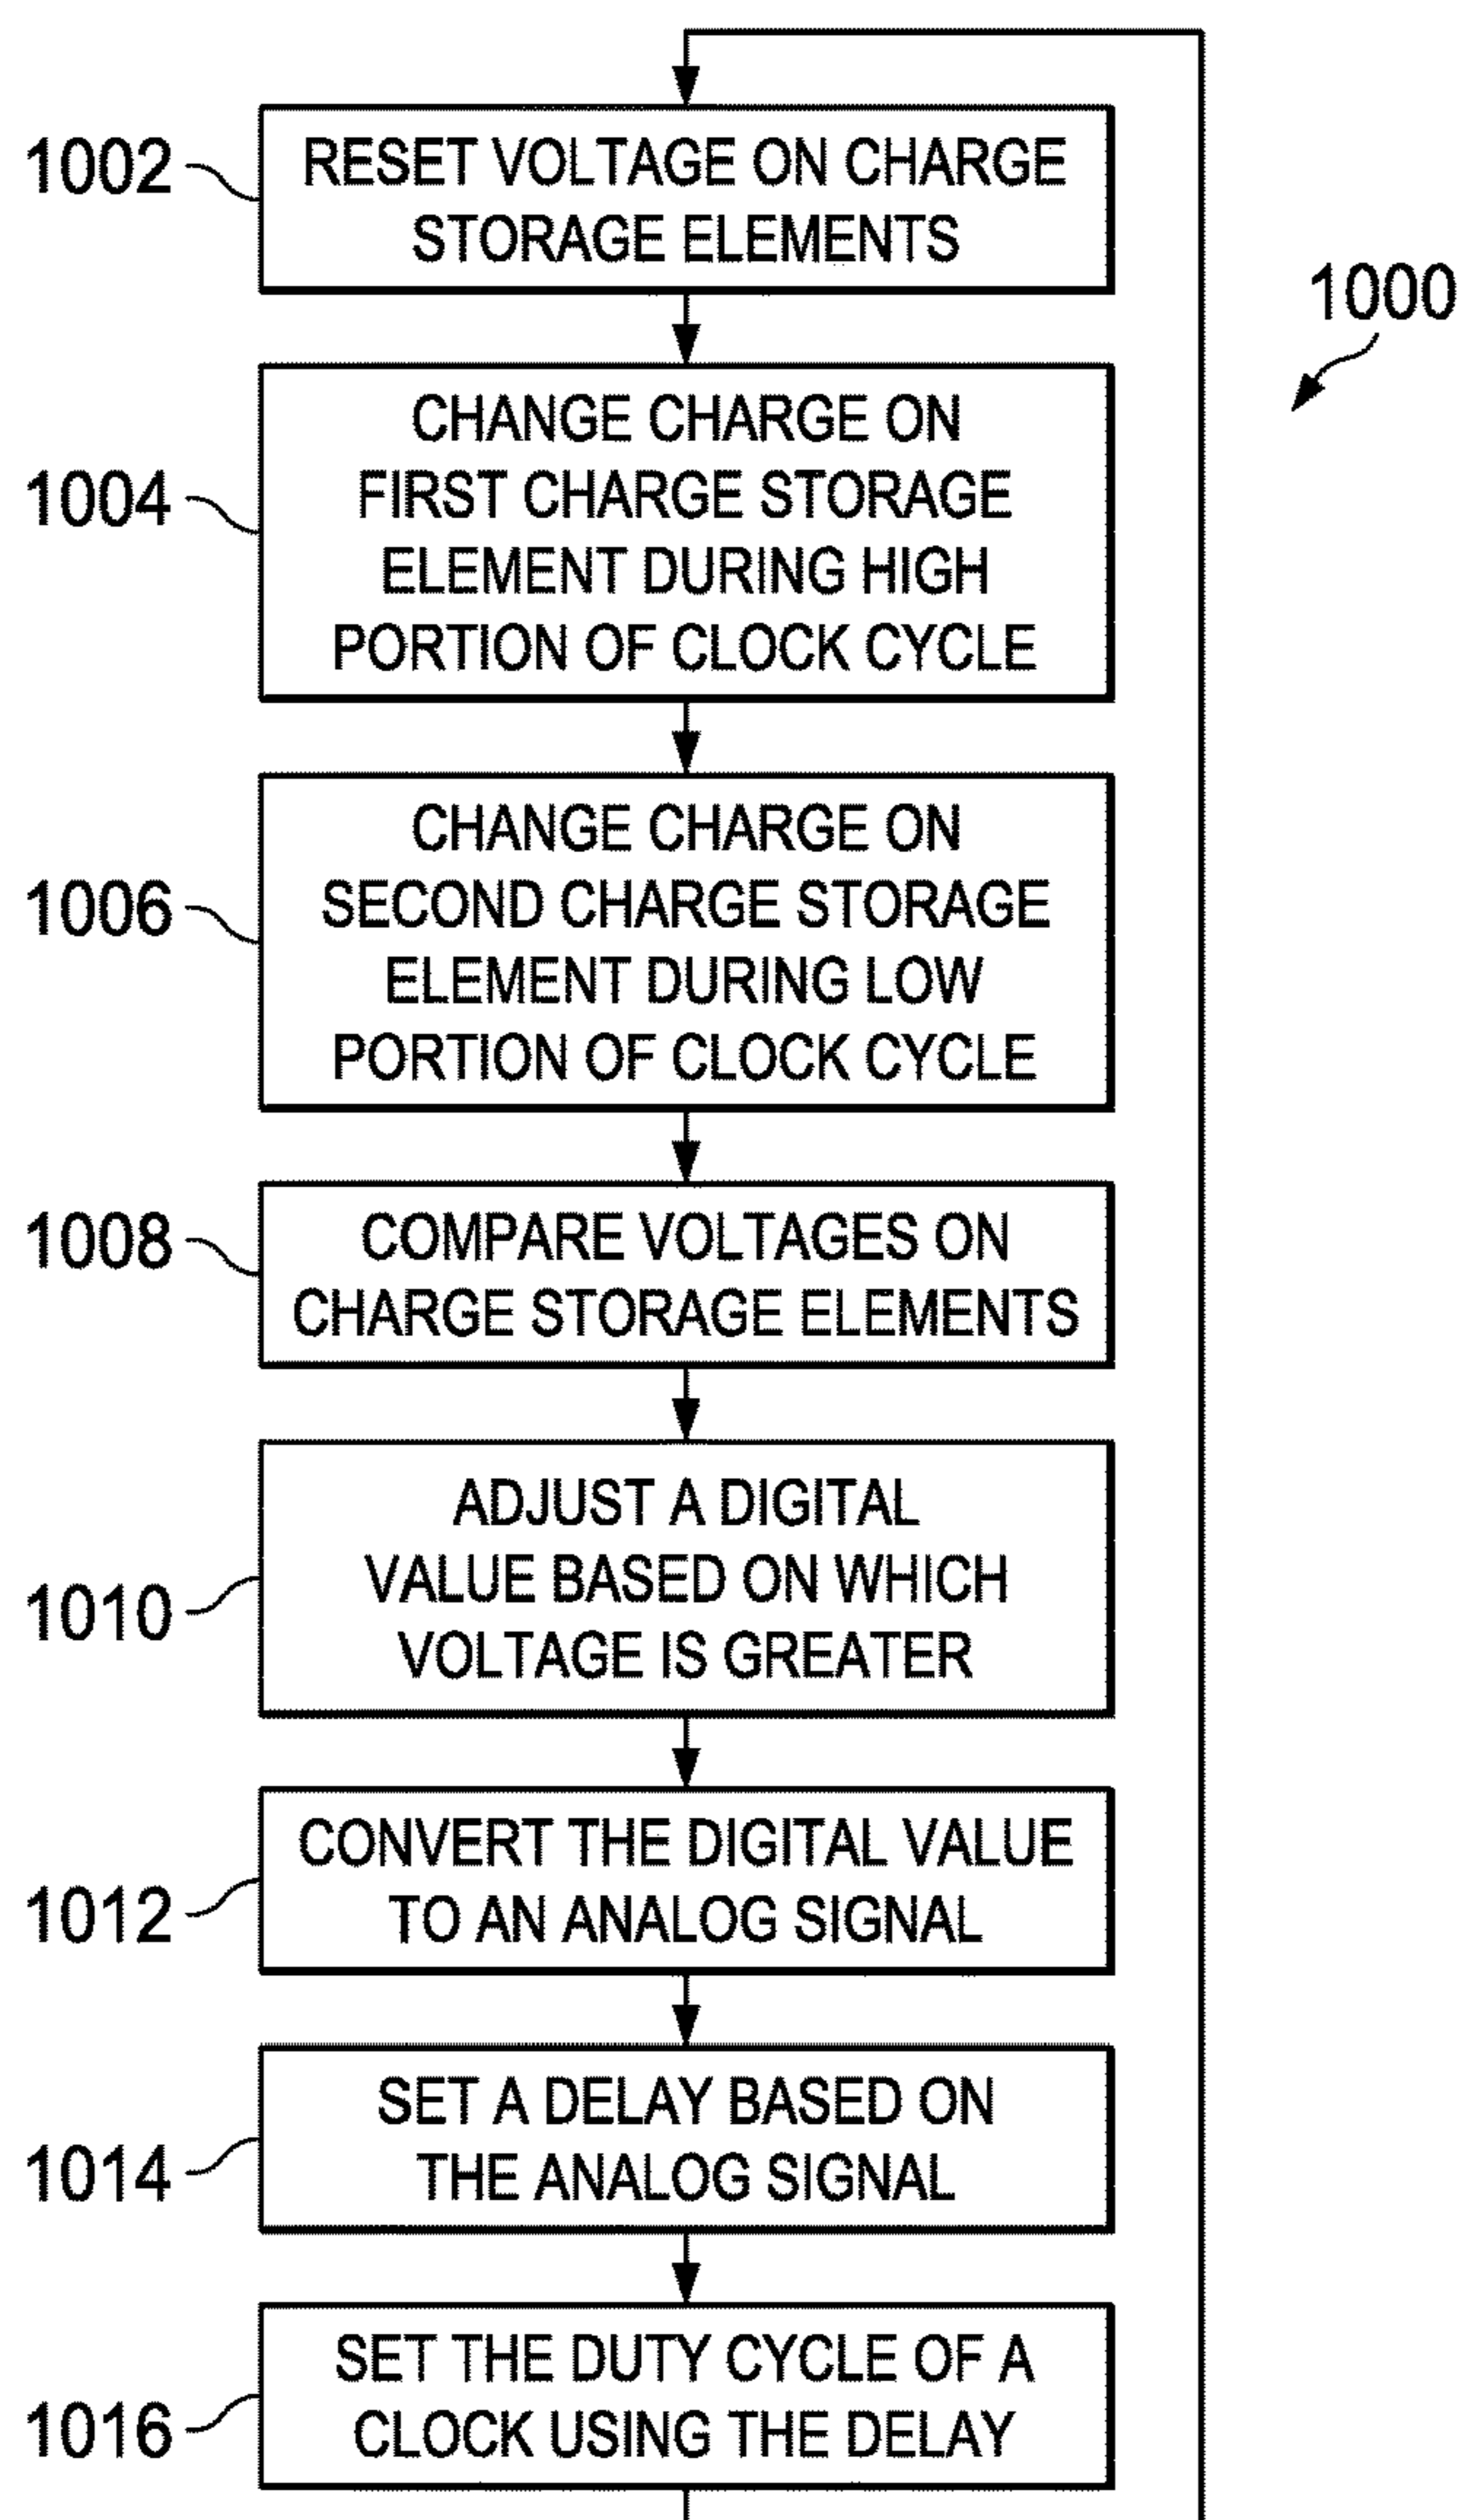 1002
RESET VOLTAGE ON CHARGE
STORAGE ELEMENTS
1000
1004
CHANGE CHARGE ON
FIRST CHARGE STORAGE
ELEMENT DURING HIGH
PORTION OF CLOCK CYCLE
1006
CHANGE CHARGE ON
SECOND CHARGE STORAGE
ELEMENT DURING LOW
PORTION OF CLOCK CYCLE
1008
COMPARE VOLTAGES ON
CHARGE STORAGE ELEMENTS
1010
ADJUST A DIGITAL
VALUE BASED ON WHICH
VOLTAGE IS GREATER
1012
CONVERT THE DIGITAL VALUE
TO AN ANALOG SIGNAL
1014
SET A DELAY BASED ON
THE ANALOG SIGNAL
1016
SET THE DUTY CYCLE OF A
CLOCK USING THE DELAY